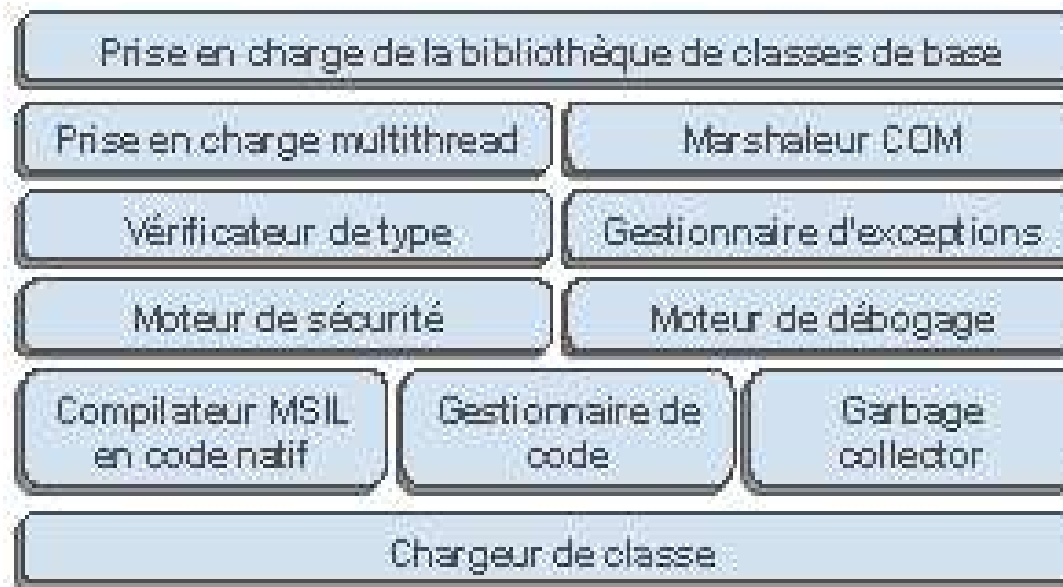 Prise en charge de la bibliothèque de classes de base
Prise en charge multithread
Marshaleur COM
Vérificateur de type
Gestionnaire d'exceptions
Moteur de sécurité
Moteur de débogage
Compilateur MSIL
en code natif
Gestionnaire de
code
Garbage
collector
Chargeur de classe